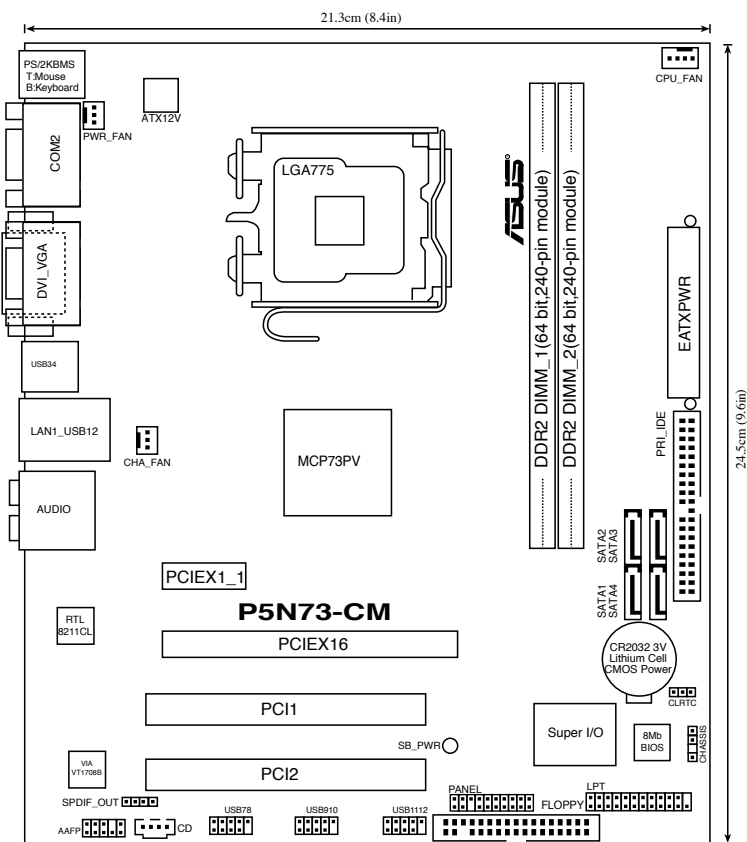 21.3cm (8.4in)
PS/2KBMS
T:Mouse
B:Keyboard
PWR_FAN
ATX12V
CPU_FAN
COM2
LGA775
ASUS
DDR2 DIMM_1(64 bit,240-pin module)
DDR2 DIMM_2(64 bit,240-pin module)
DVI_VGA
EATXPWR
24.5cm (9.6in)
USB34
LAN1_USB12
CHA_FAN
MCP73PV
PRI_IDE
AUDIO
SATA2
SATA3
PCIEX1_1
SATA1
SATA4
P5N73-CM
RTL
8211CL
PCIEX16
CR2032 3V
Lithium Cell
CMOS Power
CLRTC
PCI1
Super I/O
8Mb
BIOS
CHASSIS
SB_PWR
VIA
VT1708B
PCI2
SPDIF_OUT
PANEL
LPT
FLOPPY
AAFP
CD
USB78
USB910
USB1112